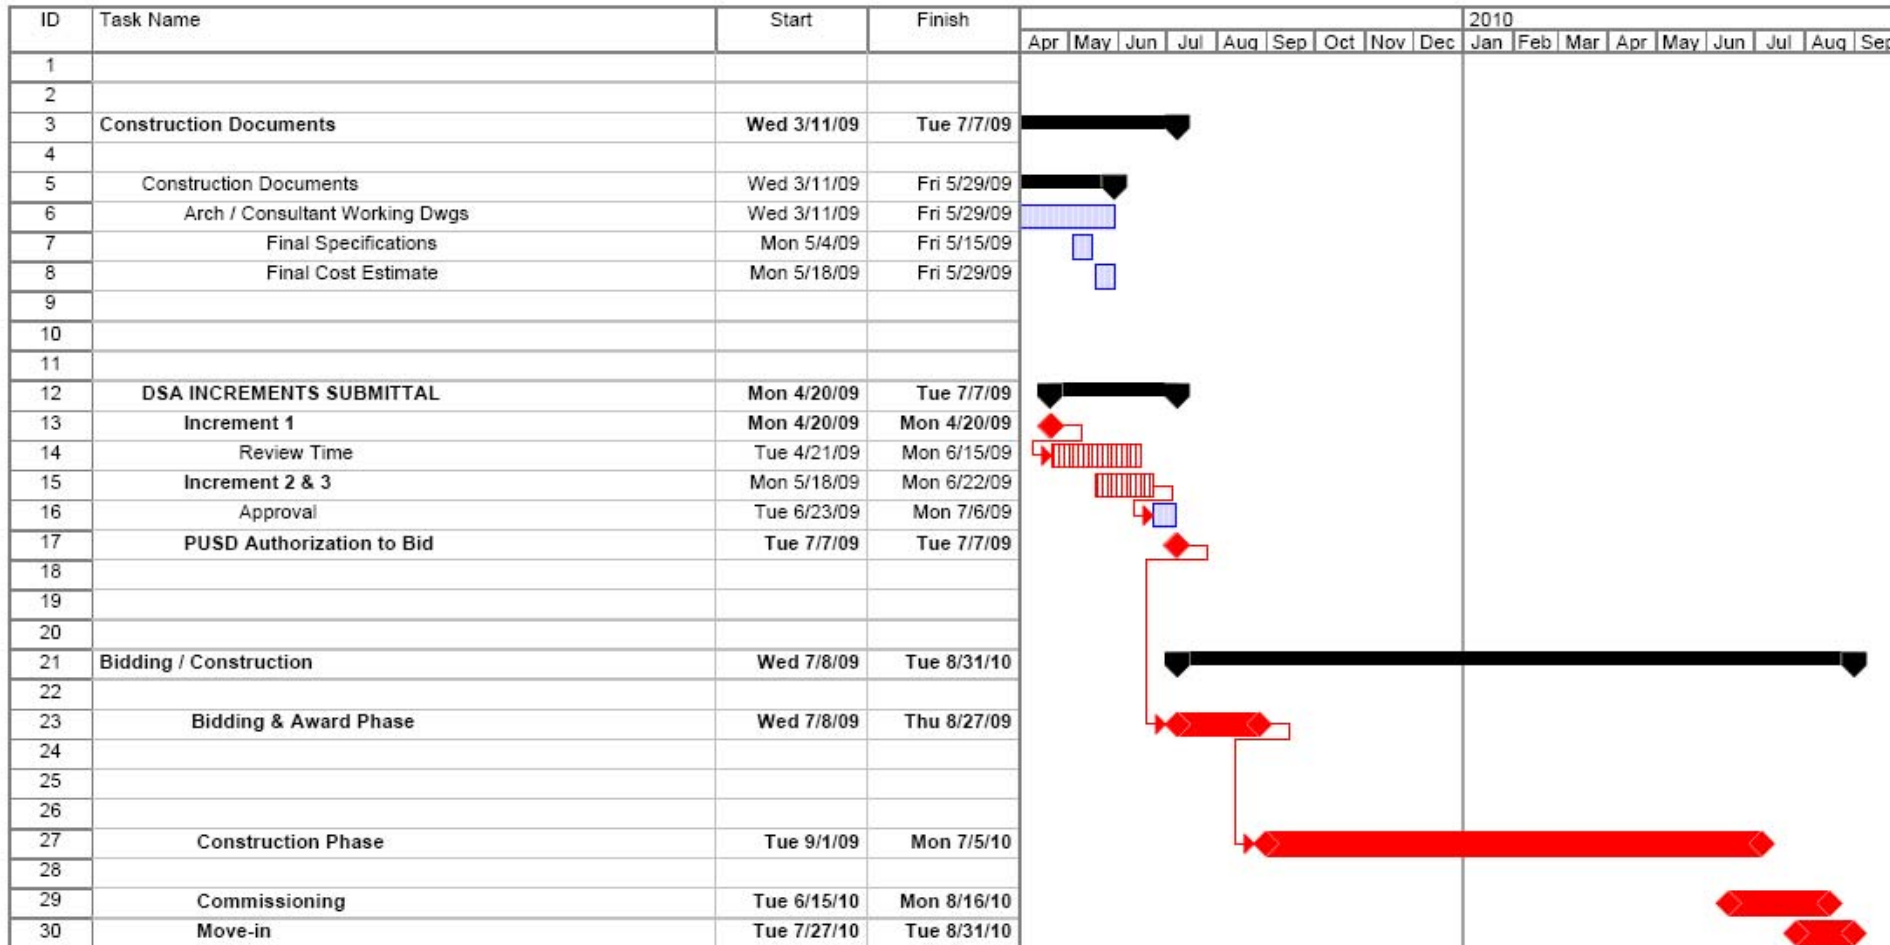 ID Task Name Start Finish 2010
Apr May Jun Jul Aug Sep Oct Nov Dec Jan Feb Mar Apr May Jun Jul Aug Sep
1
2
3 Construction Documents Wed 3/11/09 Tue 7/7/09
4
5 Construction Documents Wed 3/11/09 Fri 5/29/09
6 Arch / Consultant Working Dwgs Wed 3/11/09 Fri 5/29/09
7 Final Specifications Mon 5/4/09 Fri 5/15/09
8 Final Cost Estimate Mon 5/18/09 Fri 5/29/09
9
10
11
12 DSA INCREMENTS SUBMITTAL Mon 4/20/09 Tue 7/7/09
13 Increment 1 Mon 4/20/09 Mon 4/20/09
14 Review Time Tue 4/21/09 Mon 6/15/09
15 Increment 2 & 3 Mon 5/18/09 Mon 6/22/09
16 Approval Tue 6/23/09 Mon 7/6/09
17 PUSD Authorization to Bid Tue 7/7/09 Tue 7/7/09
18
19
20
21 Bidding / Construction Wed 7/8/09 Tue 8/31/10
22
23 Bidding & Award Phase Wed 7/8/09 Thu 8/27/09
24
25
26
27 Construction Phase Tue 9/1/09 Mon 7/5/10
28
29 Commissioning Tue 6/15/10 Mon 8/16/10
30 Move-in Tue 7/27/10 Tue 8/31/10